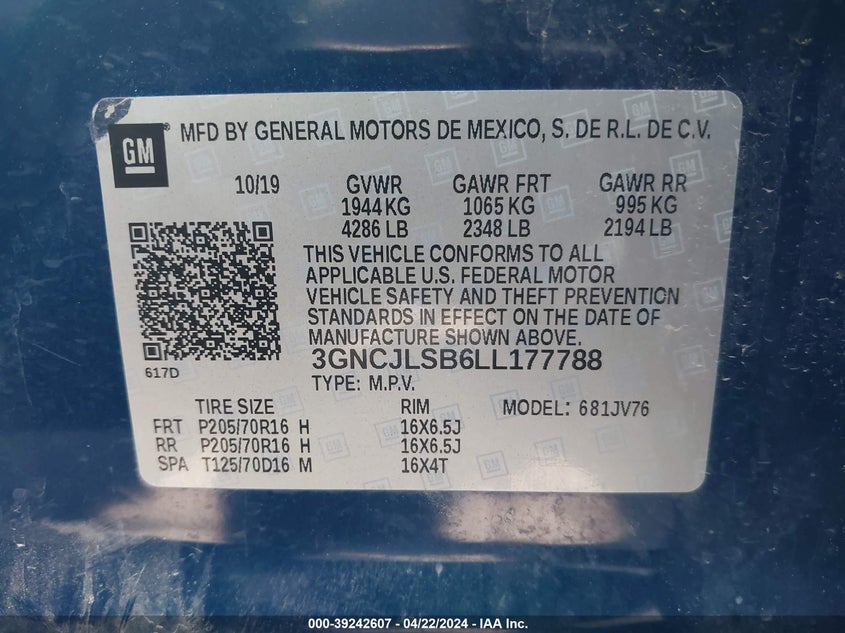 GM® MFD BY GENERAL MOTORS DE MEXICO, S. DE R.L. DE C.V.
10/19 GVWR GAWR FRT GAWR RR
1944 KG 1065 KG 995 KG
4286 LB 2348 LB 2194 LB
THIS VEHICLE CONFORMS TO ALL
APPLICABLE U.S. FEDERAL MOTOR
VEHICLE SAFETY AND THEFT PREVENTION
STANDARDS IN EFFECT ON THE DATE OF
MANUFACTURE SHOWN ABOVE.
3GNCJLSB6LL177788
617D
TYPE: M.P.V.
TIRE SIZE RIM MODEL: 681JV76
FRT P205/70R16 H 16X6.5J
RR P205/70R16 H 16X6.5J
SPA T125/70D16 M 16X4T
000-39242607 - 04/22/2024 - IAA Inc.